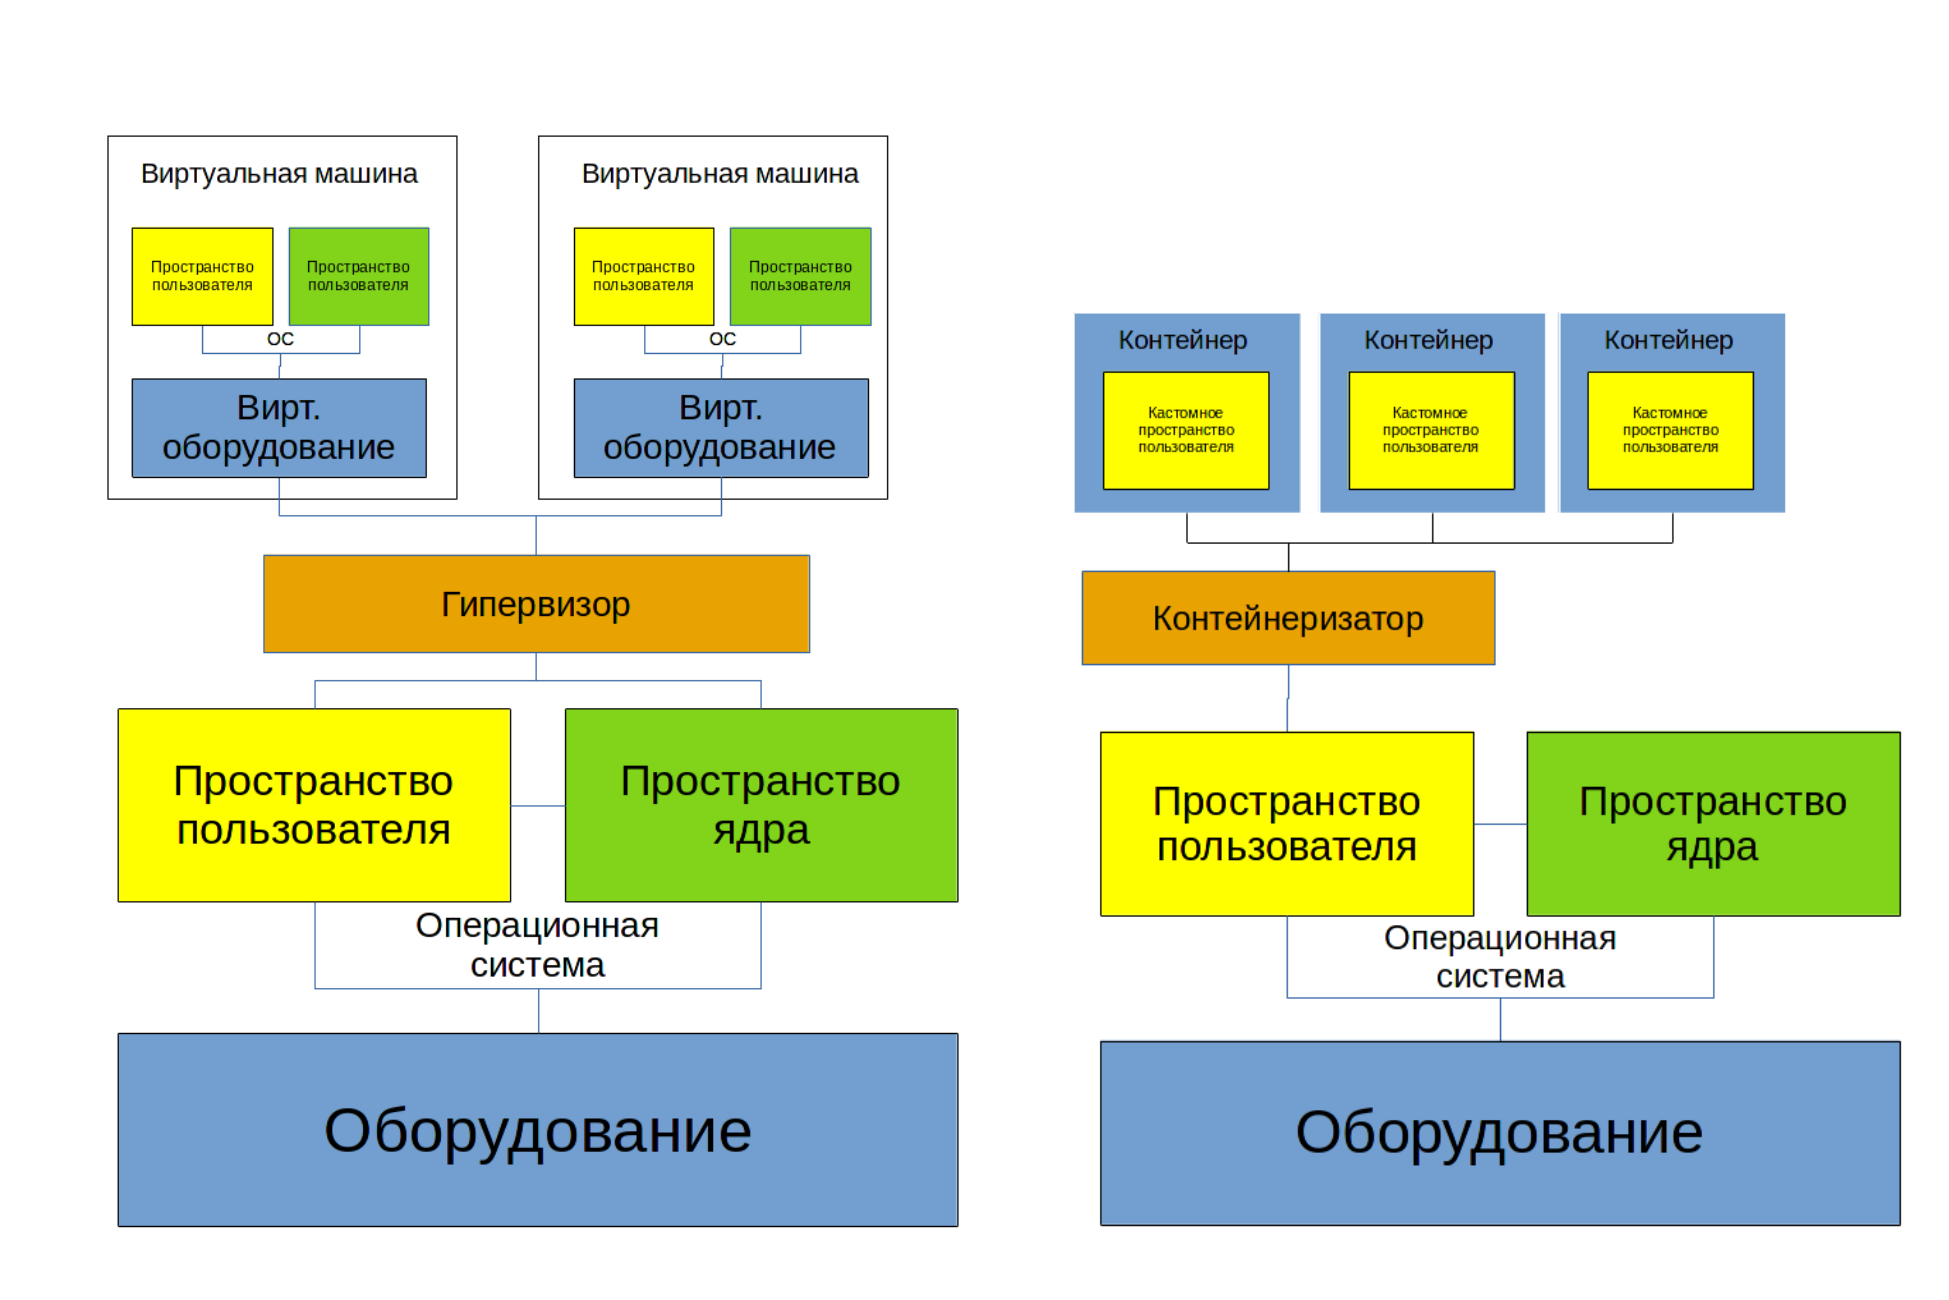 Виртуальная машина
Пространство
пользователя
Пространство
пользователя
ОС
Вирт.
оборудование
Виртуальная машина
Пространство
пользователя
Пространство
пользователя
ОС
Вирт.
оборудование
Гипервизор
Пространство
пользователя
Пространство
ядра
Операционная
система
Оборудование
Контейнер
Кастомное
пространство
пользователя
Контейнер
Кастомное
пространство
пользователя
Контейнер
Кастомное
пространство
пользователя
Контейнеризатор
Пространство
пользователя
Пространство
ядра
Операционная
система
Оборудование